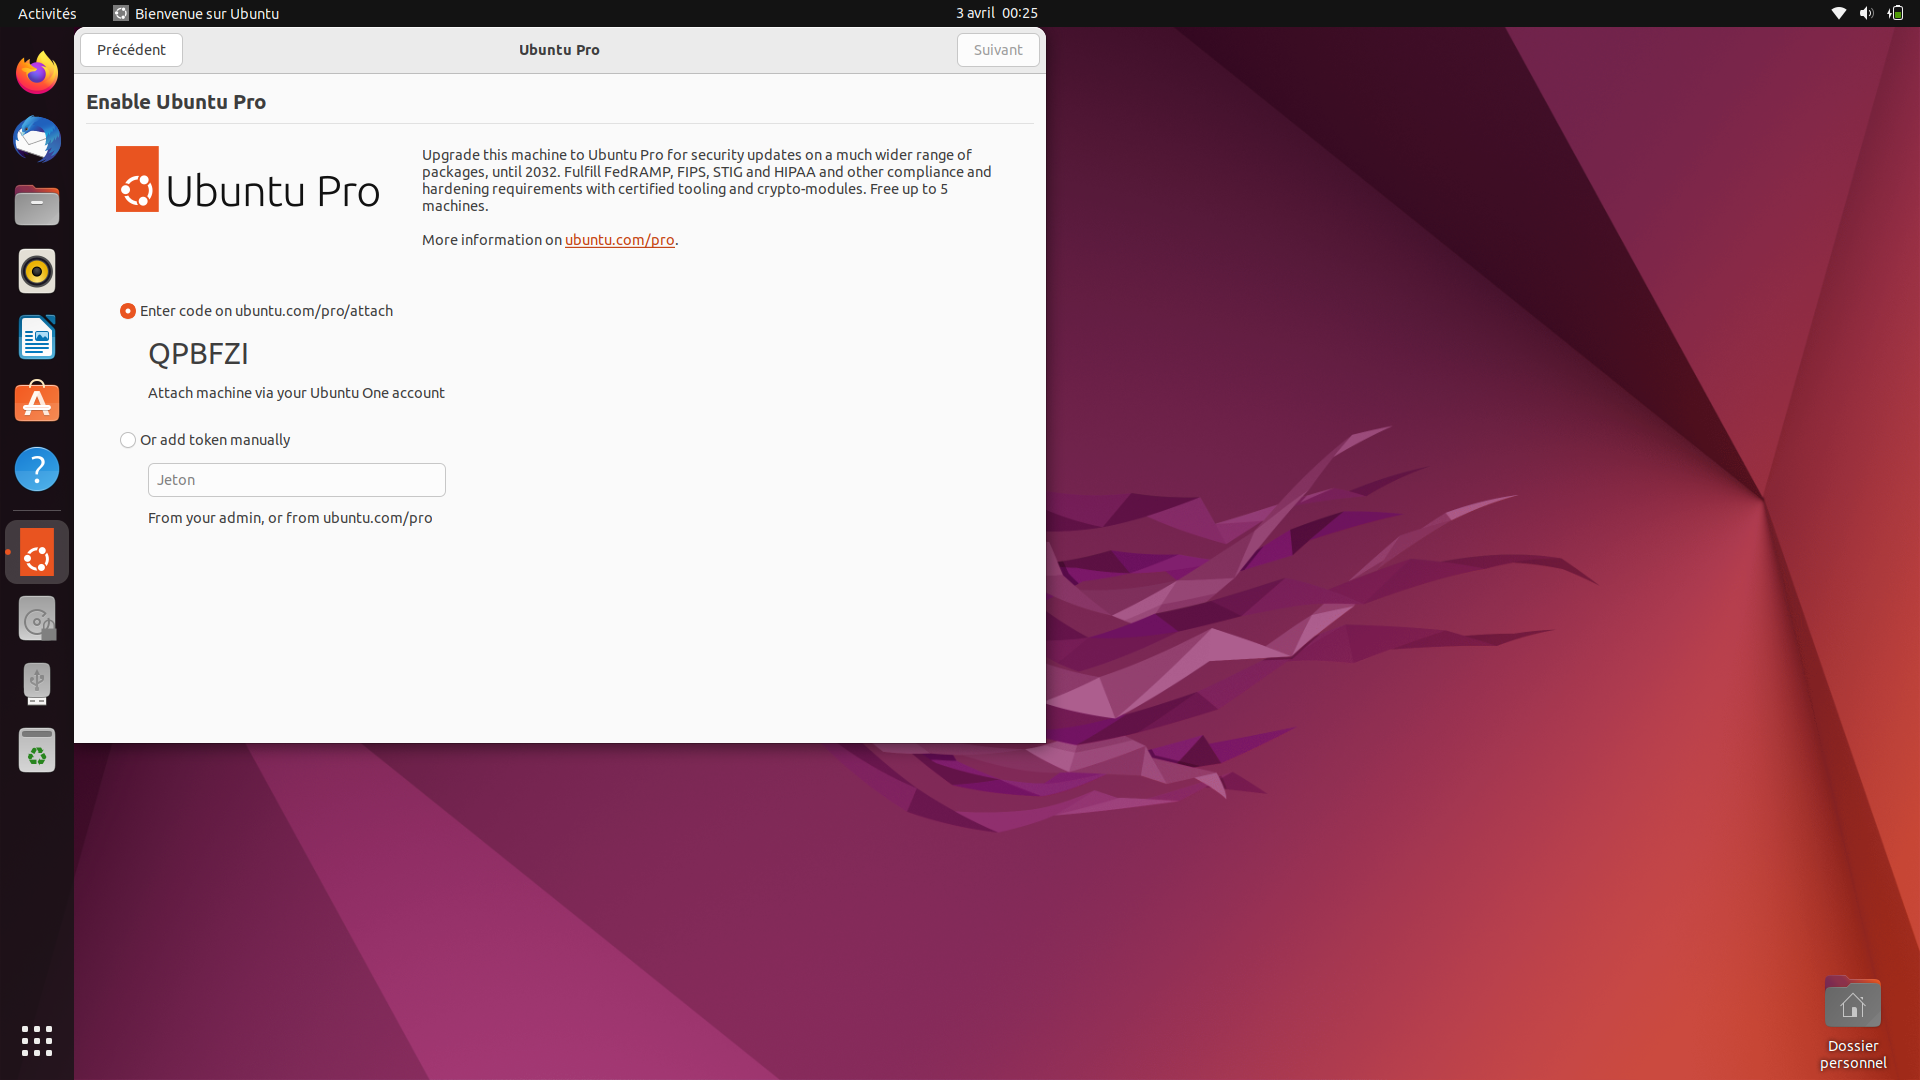 Activités
Bienvenue sur Ubuntu
3 avril 00:25
Précédent
Ubuntu Pro
Suivant
Enable Ubuntu Pro
Ubuntu Pro
Upgrade this machine to Ubuntu Pro for security updates on a much wider range of
packages, until 2032. Fulfill FedRAMP, FIPS, STIG and HIPAA and other compliance and
hardening requirements with certified tooling and crypto-modules. Free up to 5
machines.
More information on ubuntu.com/pro.
Enter code on ubuntu.com/pro/attach
QPBFZI
Attach machine via your Ubuntu One account
Or add token manually
Jeton
From your admin, or from ubuntu.com/pro
Dossier
personnel